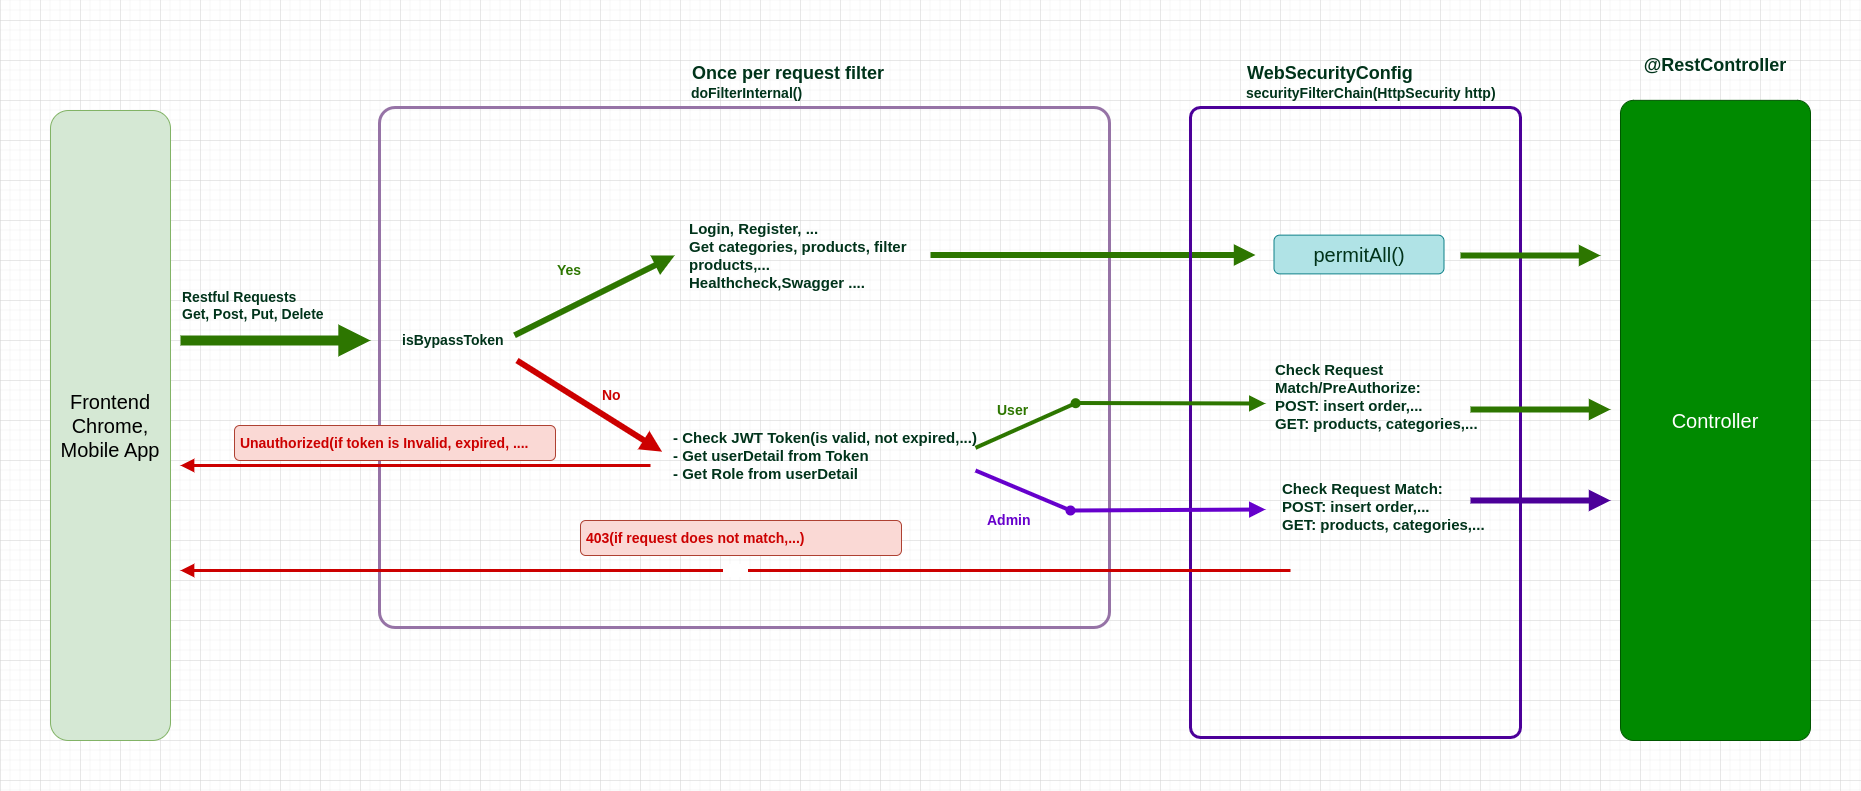 Once per request filter
doFilterInternal()
WebSecurityConfig
securityFilterChain(HttpSecurity http)
@RestController
Frontend
Chrome,
Mobile App
Restful Requests
Get, Post, Put, Delete
isBypassToken
Yes
Login, Register, ...
Get categories, products, filter
products,...
Healthcheck,Swagger ....
permitAll()
No
Unauthorized(if token is Invalid, expired, ....
- Check JWT Token(is valid, not expired,...)
- Get userDetail from Token
- Get Role from userDetail
User
Check Request
Match/PreAuthorize:
POST: insert order,...
GET: products, categories,...
Admin
Check Request Match:
POST: insert order,...
GET: products, categories,...
403(if request does not match,...)
Controller